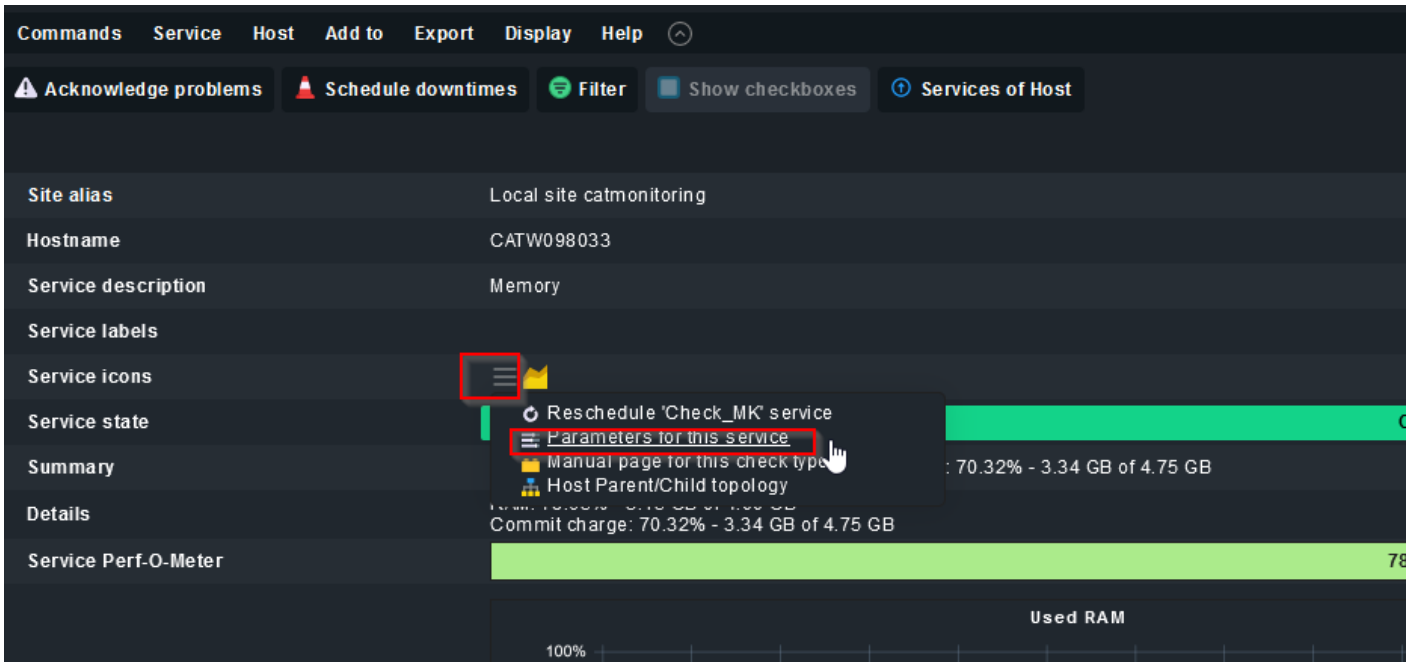 Commands Service Host Add to Export Display Help
Acknowledge problems Schedule downtimes Filter Show checkboxes Services of Host
Site alias Local site catmonitoring
Hostname CATW098033
Service description Memory
Service labels
Service icons
Reschedule 'Check_MK' service
Service state
Parameters for this service
Manual page for this check type
Summary : 70.32% - 3.34 GB of 4.75 GB
Host Parent/Child topology
Details
Commit charge: 70.32% - 3.34 GB of 4.75 GB
Service Perf-O-Meter 78
Used RAM
100%